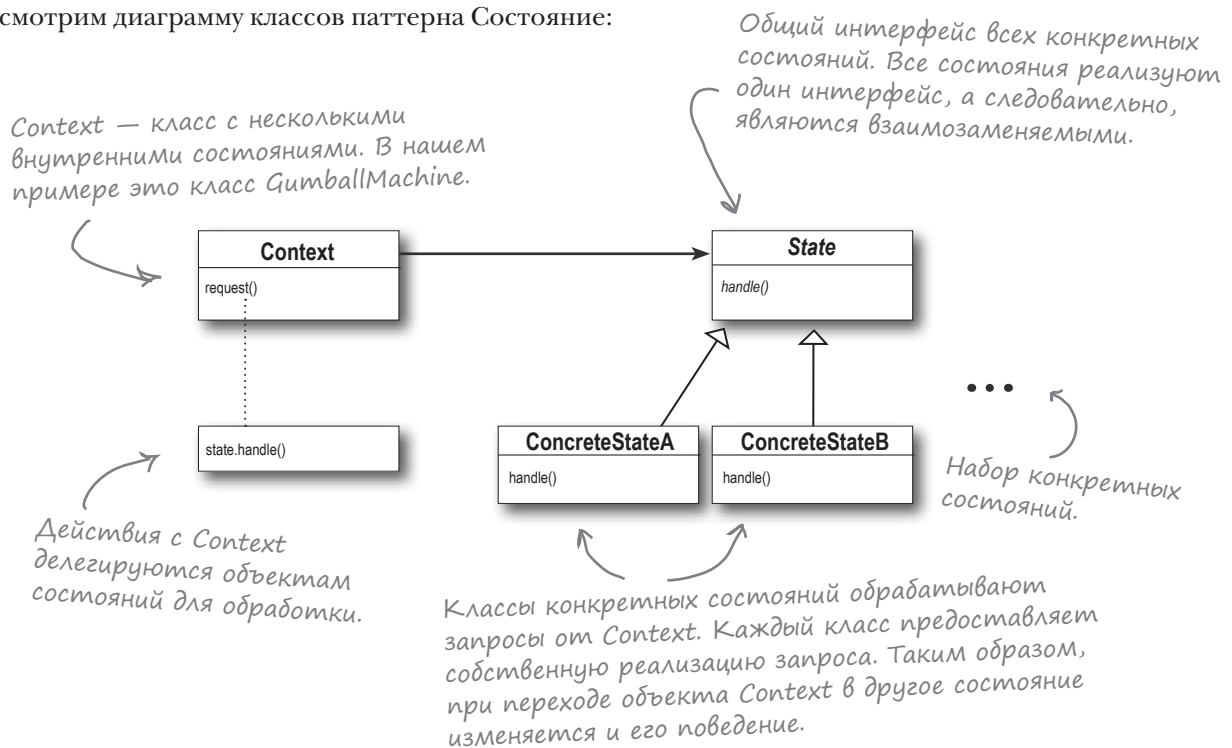 смотрим диаграмму классов паттерна Состояние:
Общий интерфейс всех конкретных
состояний. Все состояния реализуют
один интерфейс, а следовательно,
являются взаимозаменяемыми.
Context — класс с несколькими
внутренними состояниями. В нашем
примере это класс GumballMachine.
Context
request()
State
handle()
state.handle()
ConcreteStateA
handle()
ConcreteStateB
handle()
•••
Набор конкретных
состояний.
Действия с Context
делегируются объектам
состояний для обработки.
Классы конкретных состояний обрабатывают
запросы от Context. Каждый класс предоставляет
собственную реализацию запроса. Таким образом,
при переходе объекта Context в другое состояние
изменяется и его поведение.